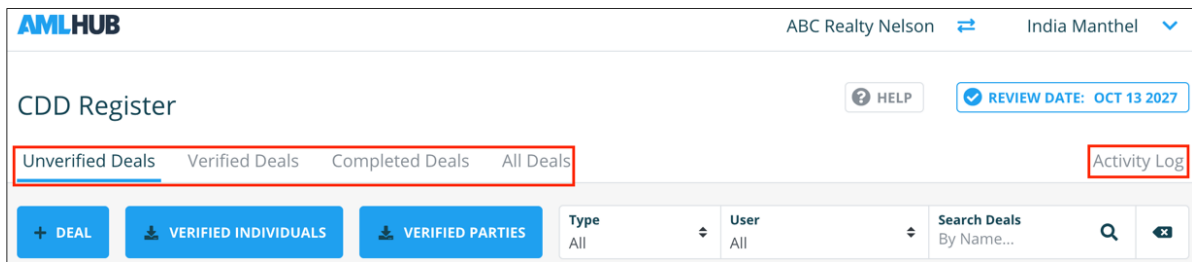 AMLHUB ABC Realty Nelson India Manthel
CDD Register HELP REVIEW DATE: OCT 13 2027
Unverified Deals Verified Deals Completed Deals All Deals Activity Log
+ DEAL VERIFIED INDIVIDUALS VERIFIED PARTIES Type User Search Deals
All All By Name...